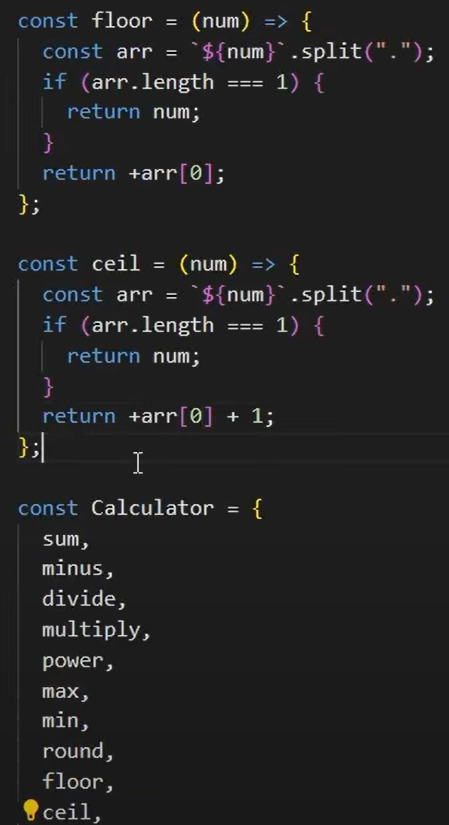 const floor = (num) => {
  const arr = `${num}`.split(".");
  if (arr.length === 1) {
    return num;
  }
  return +arr[0];
};

const ceil = (num) => {
  const arr = `${num}`.split(".");
  if (arr.length === 1) {
    return num;
  }
  return +arr[0] + 1;
};

const Calculator = {
  sum,
  minus,
  divide,
  multiply,
  power,
  max,
  min,
  round,
  floor,
  ceil,